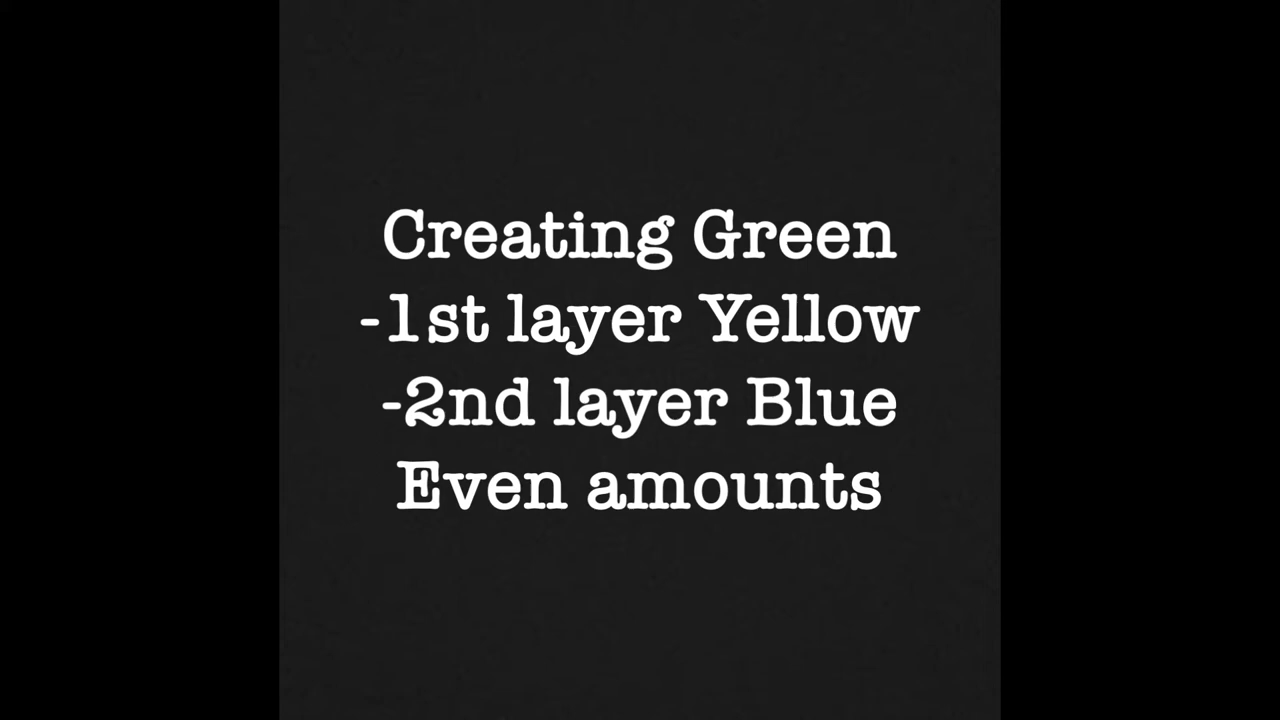 Creating Green
-1st layer Yellow
-2nd layer Blue
Even amounts